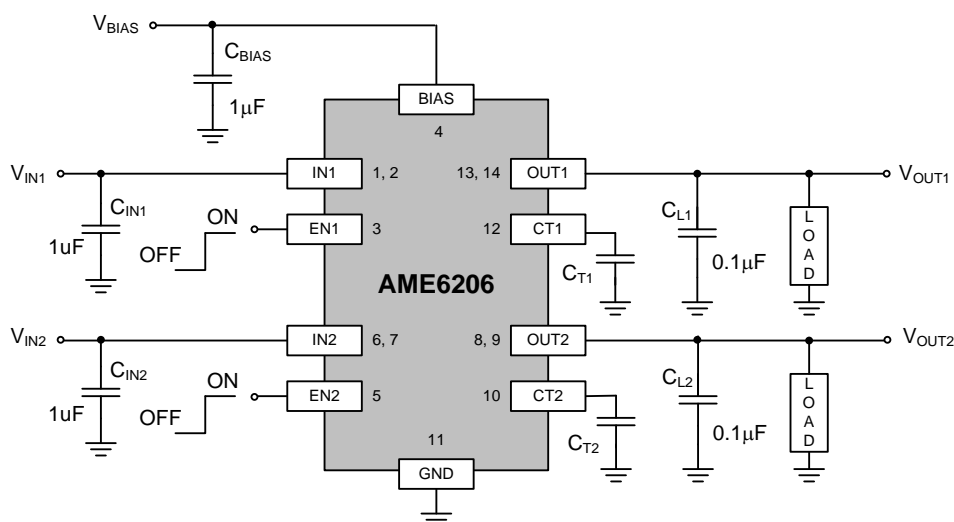 VBIAS
CBIAS
1μF
BIAS
4
VIN1
IN1
1, 2
13, 14
OUT1
VOUT1
CIN1
1uF
ON
OFF
EN1
3
12
CT1
CT1
CL1
0.1μF
LOAD
AME6206
VIN2
IN2
6, 7
8, 9
OUT2
VOUT2
CIN2
1uF
ON
OFF
EN2
5
10
CT2
CT2
CL2
0.1μF
LOAD
11
GND